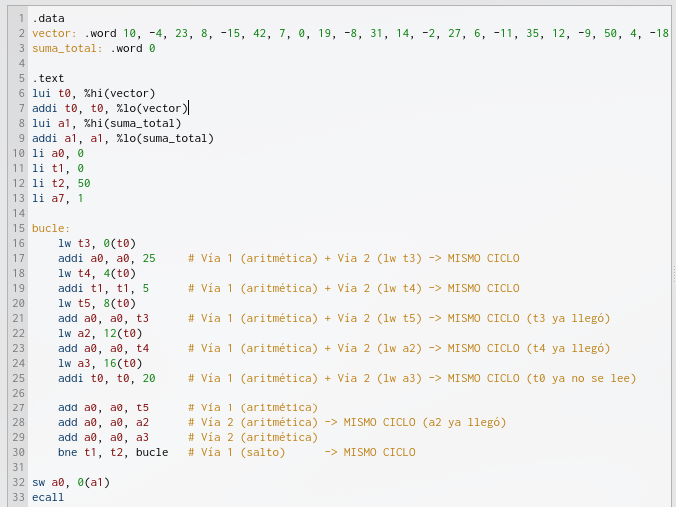 1 .data
2 vector: .word 10, -4, 23, 8, -15, 42, 7, 0, 19, -8, 31, 14, -2, 27, 6, -11, 35, 12, -9, 50, 4, -18
3 suma_total: .word 0
4
5 .text
6 lui t0, %hi(vector)
7 addi t0, t0, %lo(vector)
8 lui a1, %hi(suma_total)
9 addi a1, a1, %lo(suma_total)
10 li a0, 0
11 li t1, 0
12 li t2, 50
13 li a7, 1
14
15 bucle:
16 lw t3, 0(t0)
17 addi a0, a0, 25 # Vía 1 (aritmética) + Vía 2 (lw t3) -> MISMO CICLO
18 lw t4, 4(t0)
19 addi t1, t1, 5 # Vía 1 (aritmética) + Vía 2 (lw t4) -> MISMO CICLO
20 lw t5, 8(t0)
21 add a0, a0, t3 # Vía 1 (aritmética) + Vía 2 (lw t5) -> MISMO CICLO (t3 ya llegó)
22 lw a2, 12(t0)
23 add a0, a0, t4 # Vía 1 (aritmética) + Vía 2 (lw a2) -> MISMO CICLO (t4 ya llegó)
24 lw a3, 16(t0)
25 addi t0, t0, 20 # Vía 1 (aritmética) + Vía 2 (lw a3) -> MISMO CICLO (t0 ya no se lee)
26
27 add a0, a0, t5 # Vía 1 (aritmética)
28 add a0, a0, a2 # Vía 2 (aritmética) -> MISMO CICLO (a2 ya llegó)
29 add a0, a0, a3 # Vía 2 (aritmética)
30 bne t1, t2, bucle # Vía 1 (salto) -> MISMO CICLO
31
32 sw a0, 0(a1)
33 ecall